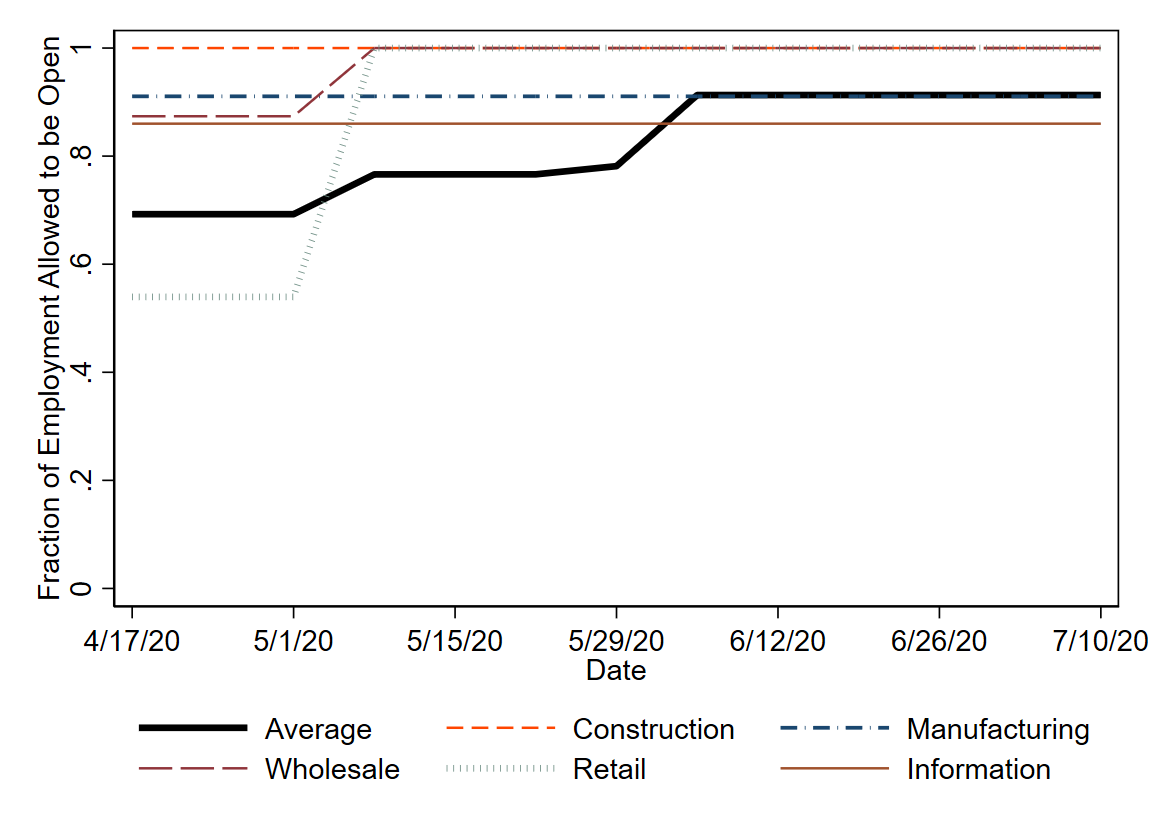 Fraction of Employment Allowed to be Open
1
.8
.6
.4
.2
0
4/17/20 5/1/20 5/15/20 5/29/20 6/12/20 6/26/20 7/10/20
Date
Average Construction Manufacturing
Wholesale Retail Information